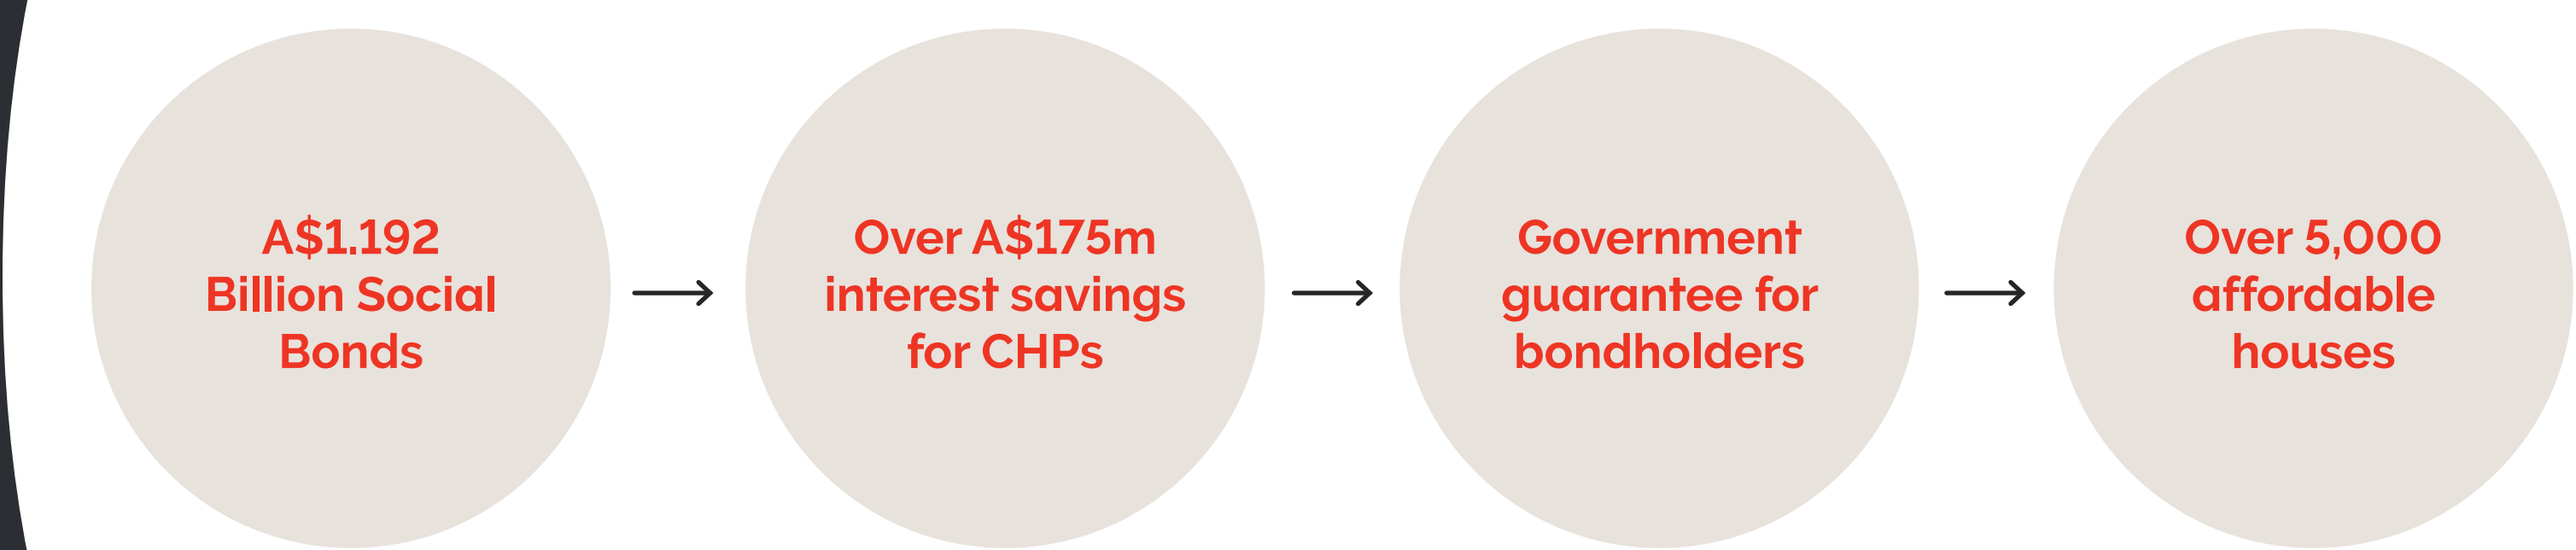 A$1.192
Billion Social
Bonds
Over A$175m
interest savings
for CHPs
Government
guarantee for
bondholders
Over 5,000
affordable
houses